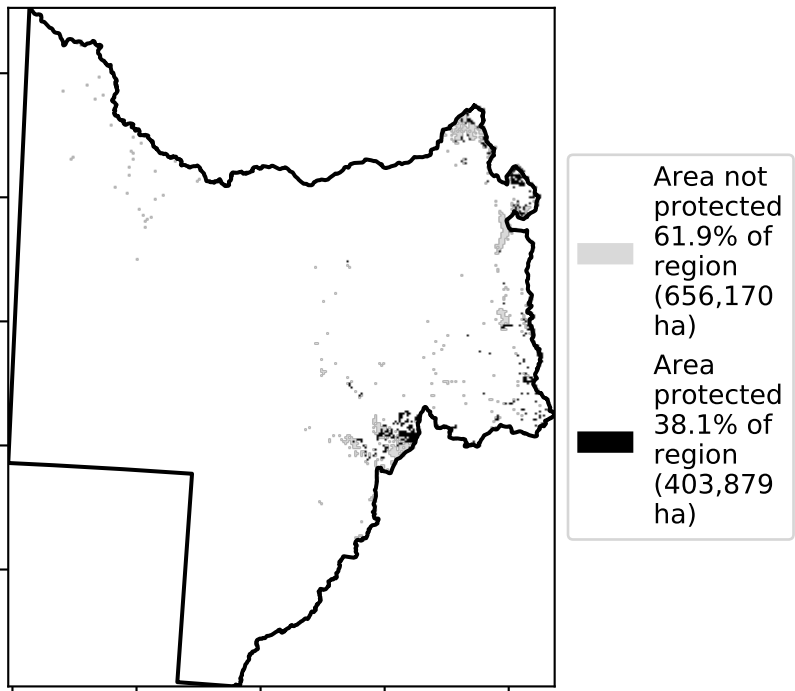 Area not
protected
61.9% of
region
(656,170
ha)
Area
protected
38.1% of
region
(403,879
ha)